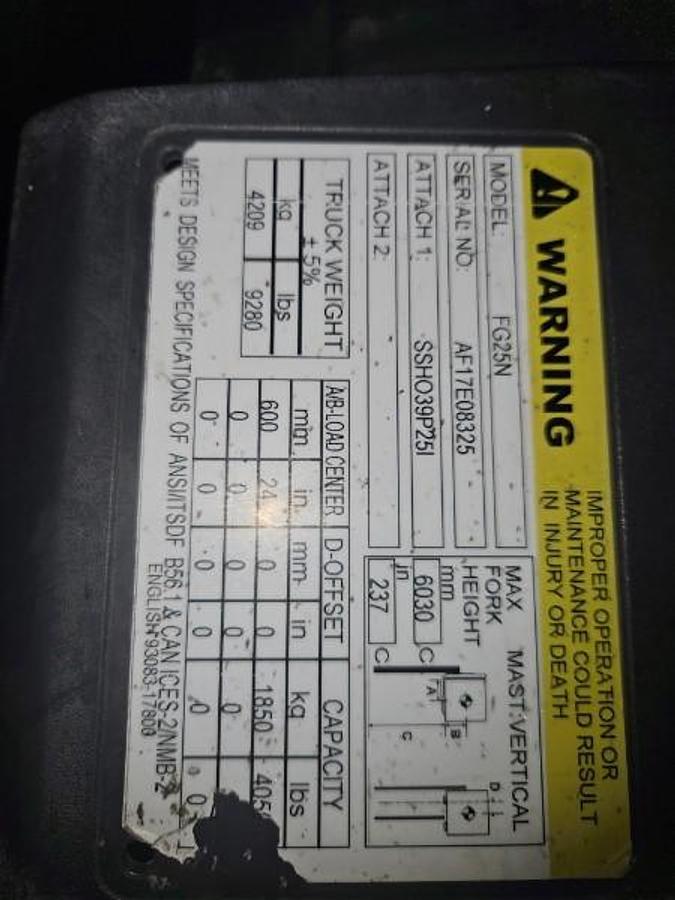 WARNING
IMPROPER OPERATION OR
MAINTENANCE COULD RESULT
IN INJURY OR DEATH
MODEL: FG25N
SERIAL NO: AF17E08325
ATTACH 1: SSHO39P25I
ATTACH 2:
MAX
FORK
HEIGHT
mm
6030
in
237
MAST:VERTICAL
C
C
A
B
C
D
TRUCK WEIGHT
± 5%
kg lbs
4209 9280
A/B-LOAD CENTER D-OFFSET CAPACITY
mm in mm in kg lbs
600 24 0 0 1850
0 0 0 0 0
0 0 0 0 0 0
MEETS DESIGN SPECIFICATIONS OF ANSI/ITSDF B56.1 & CAN ICES-2/NMB-2
ENGLISH 93083-17800